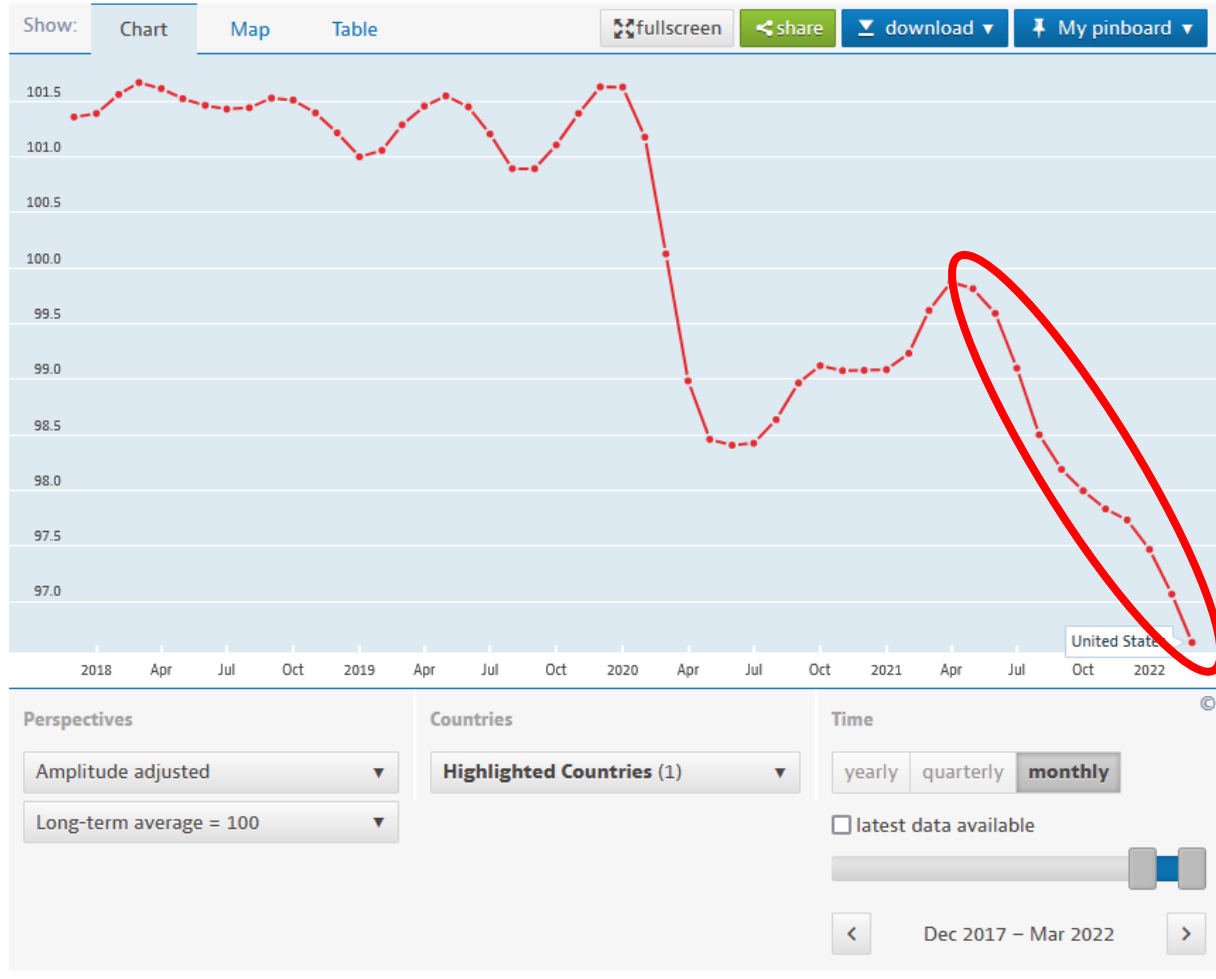 Show: Chart Map Table fullscreen share download ▼ My pinboard ▼
101.5
101.0
100.5
100.0
99.5
99.0
98.5
98.0
97.5
97.0
United States
2018 Apr Jul Oct 2019 Apr Jul Oct 2020 Apr Jul Oct 2021 Apr Jul Oct 2022
©
Perspectives Countries Time
Amplitude adjusted ▼ Highlighted Countries (1) ▼ yearly quarterly monthly
Long-term average = 100 ▼ latest data available
< Dec 2017 – Mar 2022 >